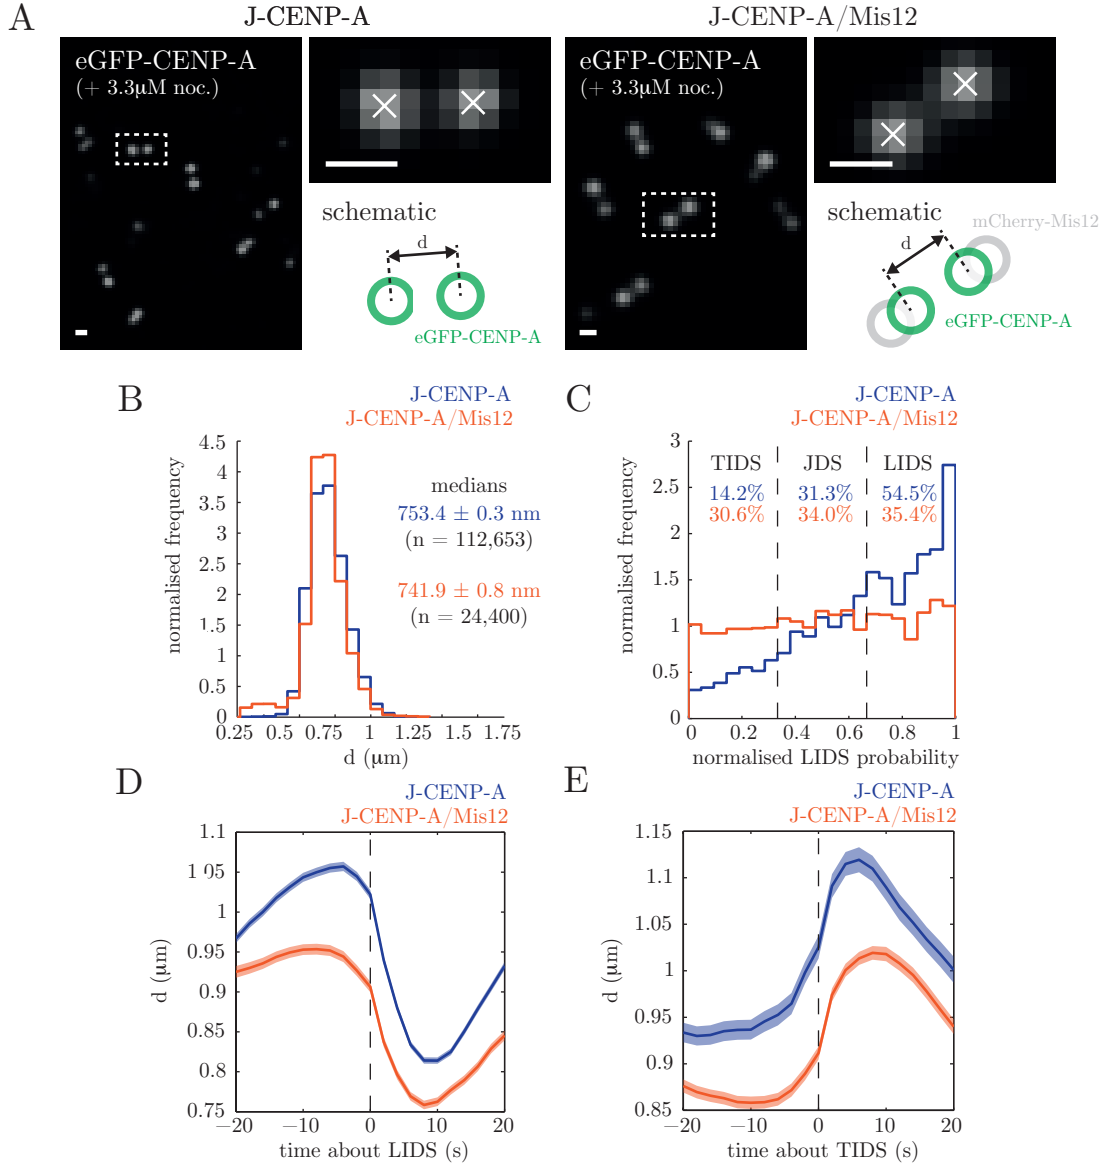 A
J-CENP-A
J-CENP-A/Mis12
eGFP-CENP-A
(+ 3.3μM noc.)
schematic
d
eGFP-CENP-A
eGFP-CENP-A
(+ 3.3μM noc.)
schematic
mCherry-Mis12
d
eGFP-CENP-A
B
J-CENP-A
J-CENP-A/Mis12
normalised frequency
4.5
4
3.5
3
2.5
2
1.5
1
0.5
0
medians
753.4 ± 0.3 nm
(n = 112,653)
741.9 ± 0.8 nm
(n = 24,400)
0.25 0.5 0.75 1 1.25 1.5 1.75
d (μm)
C
J-CENP-A
J-CENP-A/Mis12
normalised frequency
3
2.5
2
1.5
1
0.5
0
TIDS JDS LIDS
14.2% 31.3% 54.5%
30.6% 34.0% 35.4%
0 0.2 0.4 0.6 0.8 1
normalised LIDS probability
D
J-CENP-A
J-CENP-A/Mis12
d (μm)
1.1
1 05
1
0.95
0.9
0.85
0.8
0.75
−20 −10 0 10 20
time about LIDS (s)
E
J-CENP-A
J-CENP-A/Mis12
d (μm)
1.15
1.1
1.05
1
0.95
0.9
0.85
−20 −10 0 10 20
time about TIDS (s)